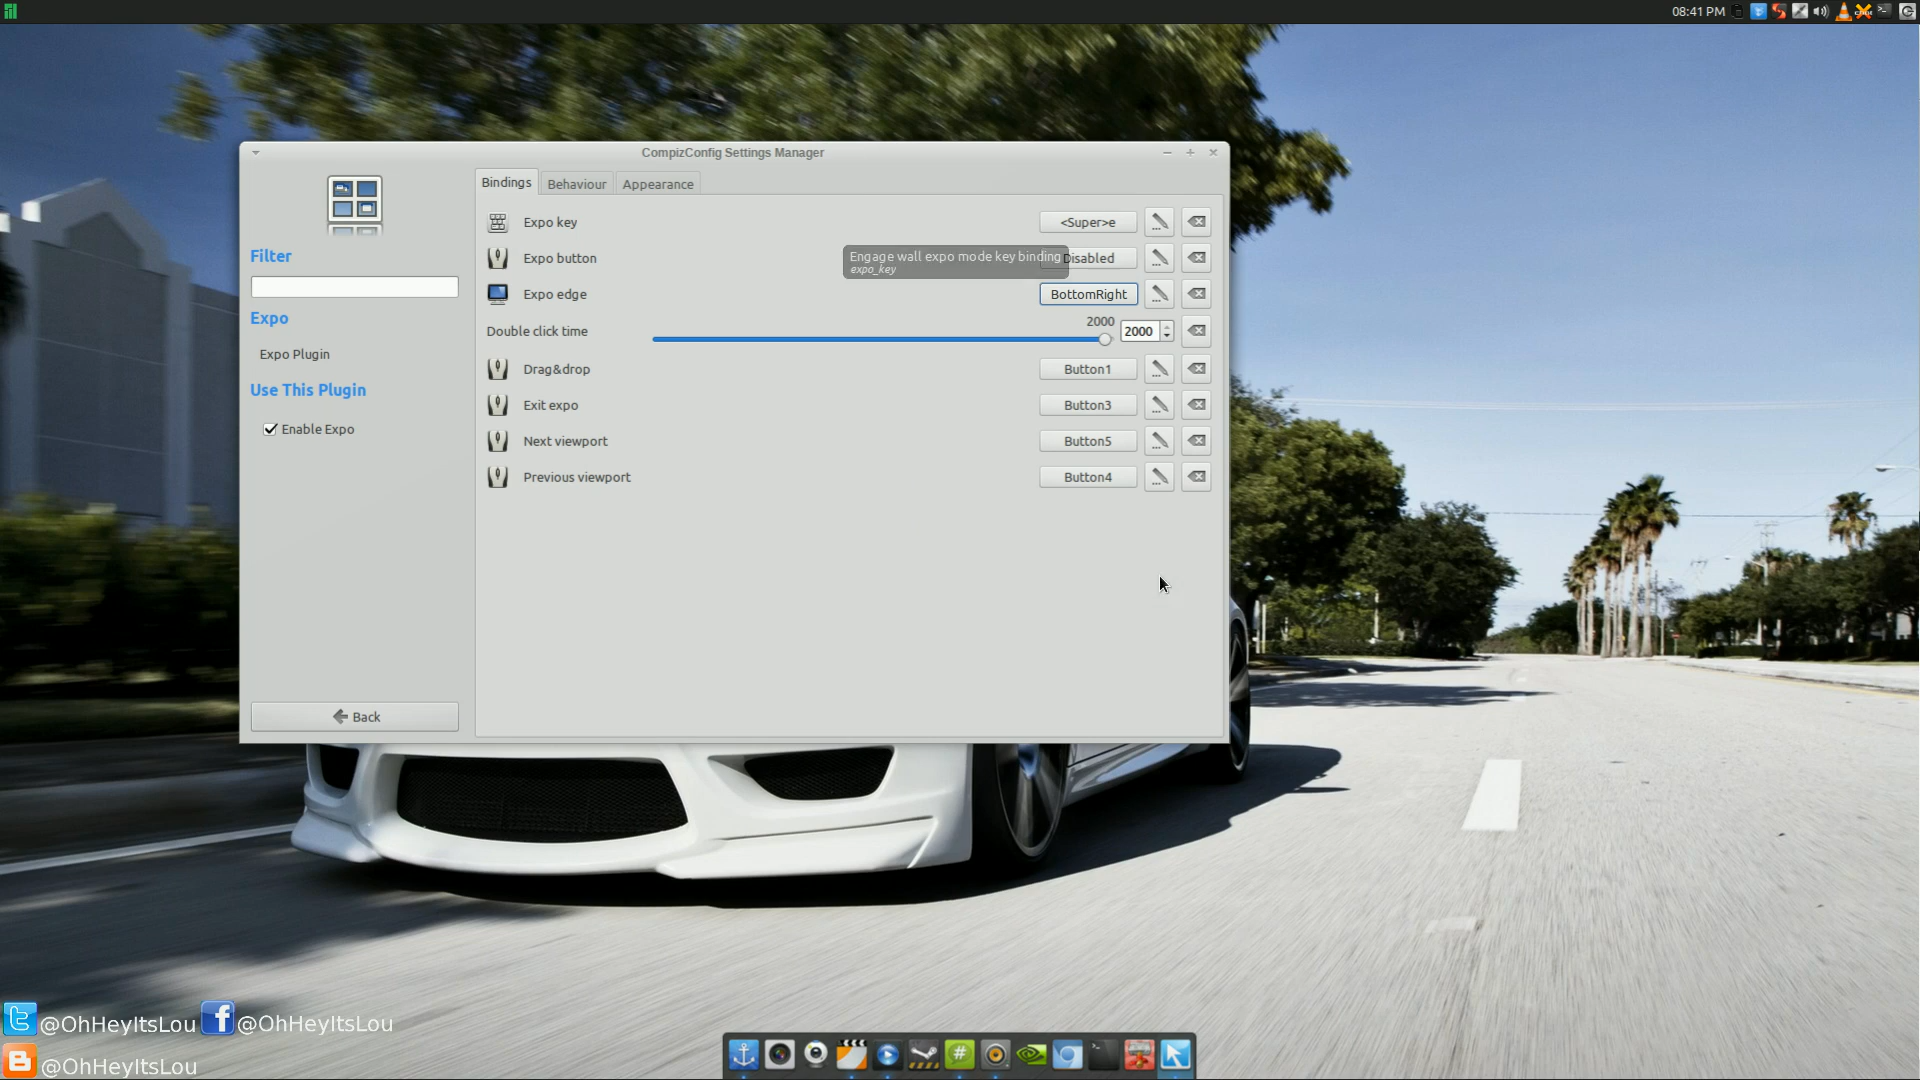 08:41 PM
CompizConfig Settings Manager
Filter
Expo
Expo Plugin
Use This Plugin
Enable Expo
Back
Bindings Behaviour Appearance
Expo key <Super>e
Expo button Disabled
Engage wall expo mode key binding
expo_key
Expo edge BottomRight
2000
Double click time 2000
Drag&drop Button1
Exit expo Button3
Next viewport Button5
Previous viewport Button4
@OhHeyItsLou @OhHeyItsLou
@OhHeyItsLou